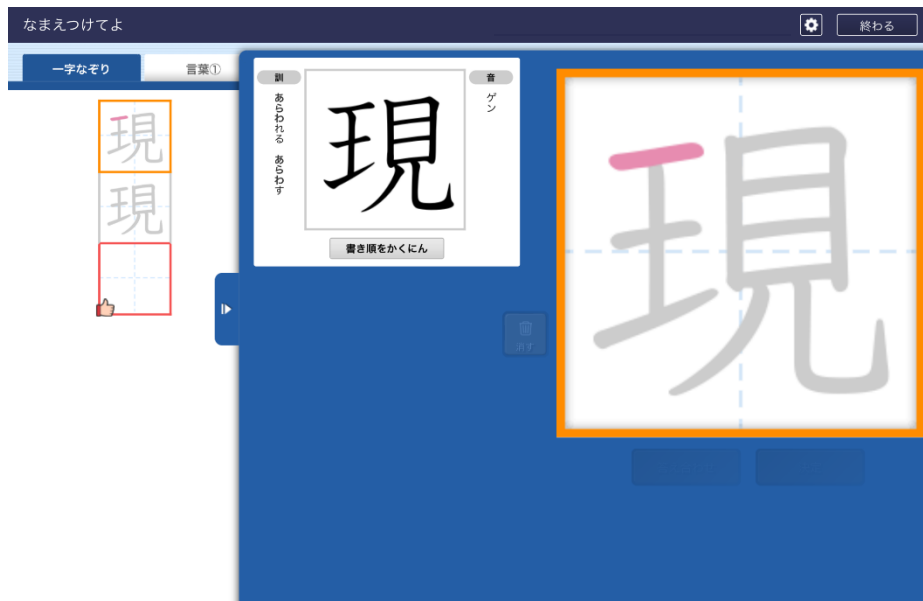 なまえつけてよ
終わる
一字なぞり
言葉①
訓
音
あらわれる あらわす
ゲン
現
書き順をかくにん
現
現
消す
現